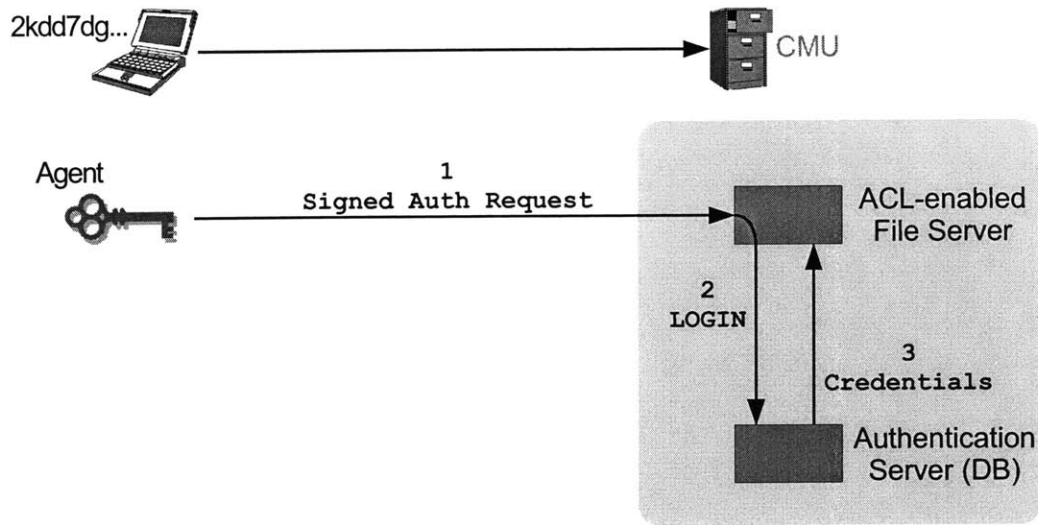 2kdd7dg...
CMU
Agent
1
Signed Auth Request
ACL-enabled
File Server
2
LOGIN
3
Credentials
Authentication
Server (DB)